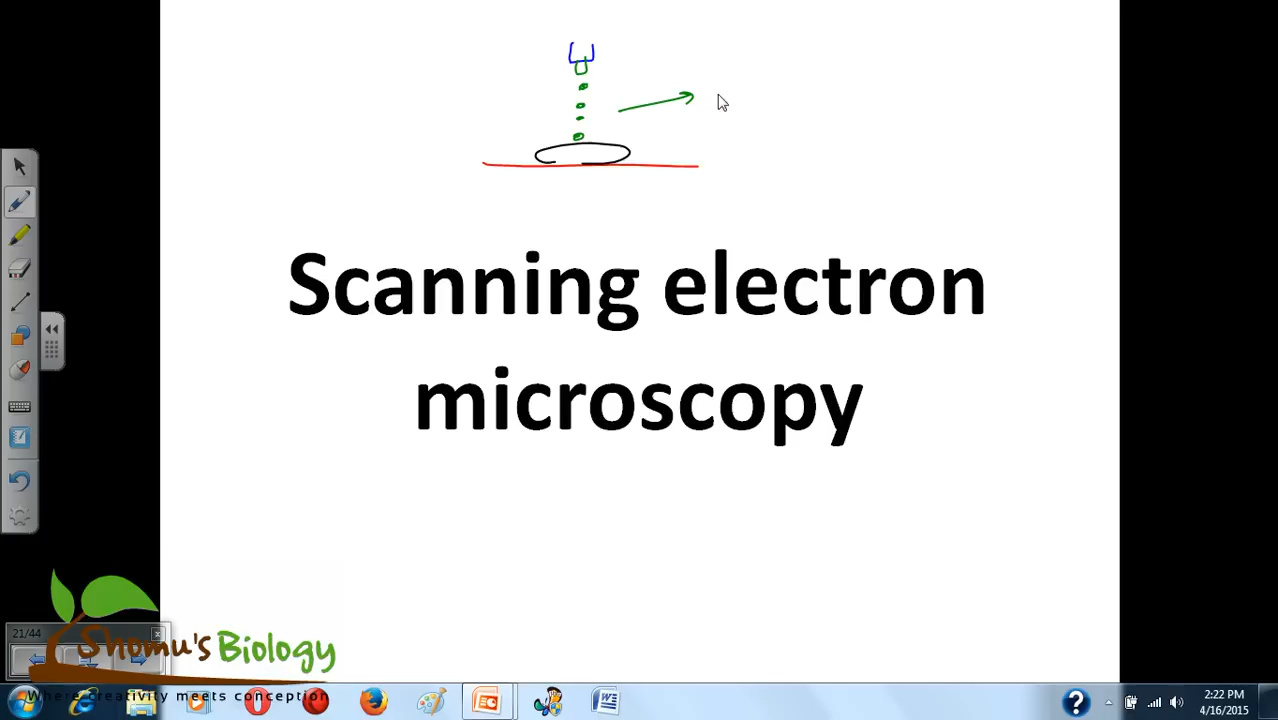 Scanning electron
microscopy
21/44
Shomu's Biology
Where creativity meets conception
2:22 PM
4/16/2015